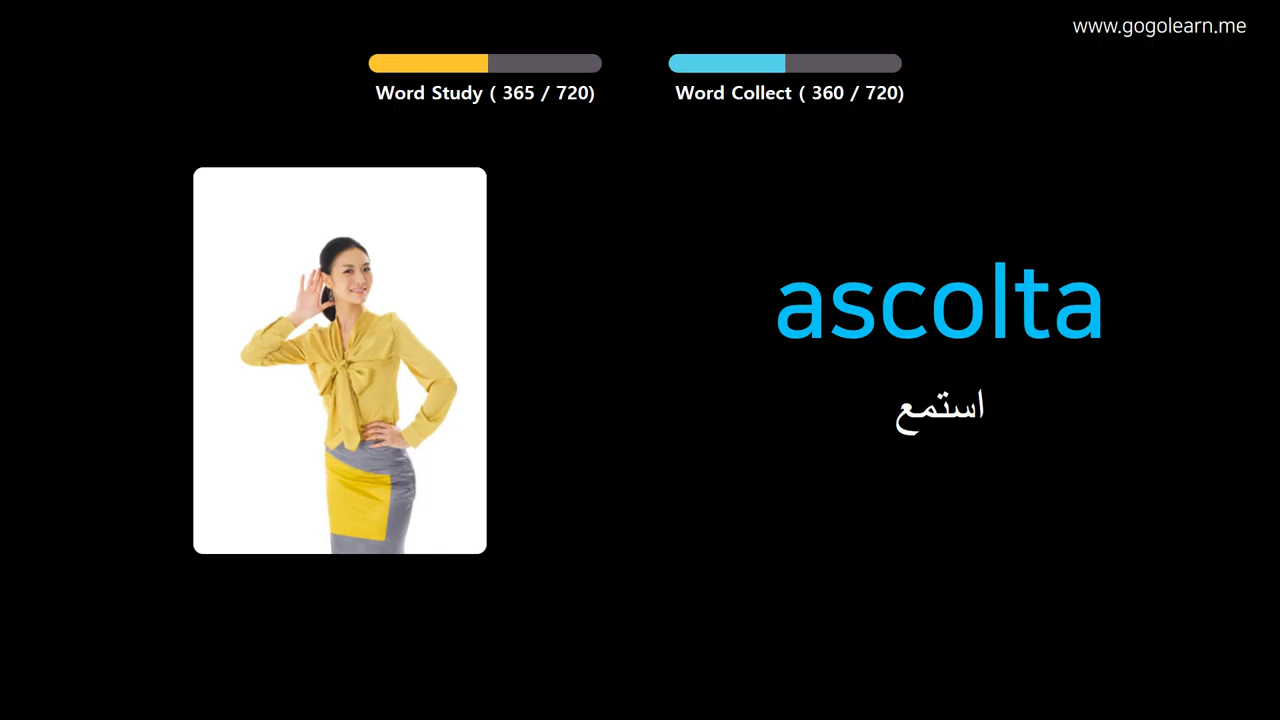 www.gogolearn.me
Word Study ( 365 / 720)
Word Collect ( 360 / 720)
ascolta
استمع